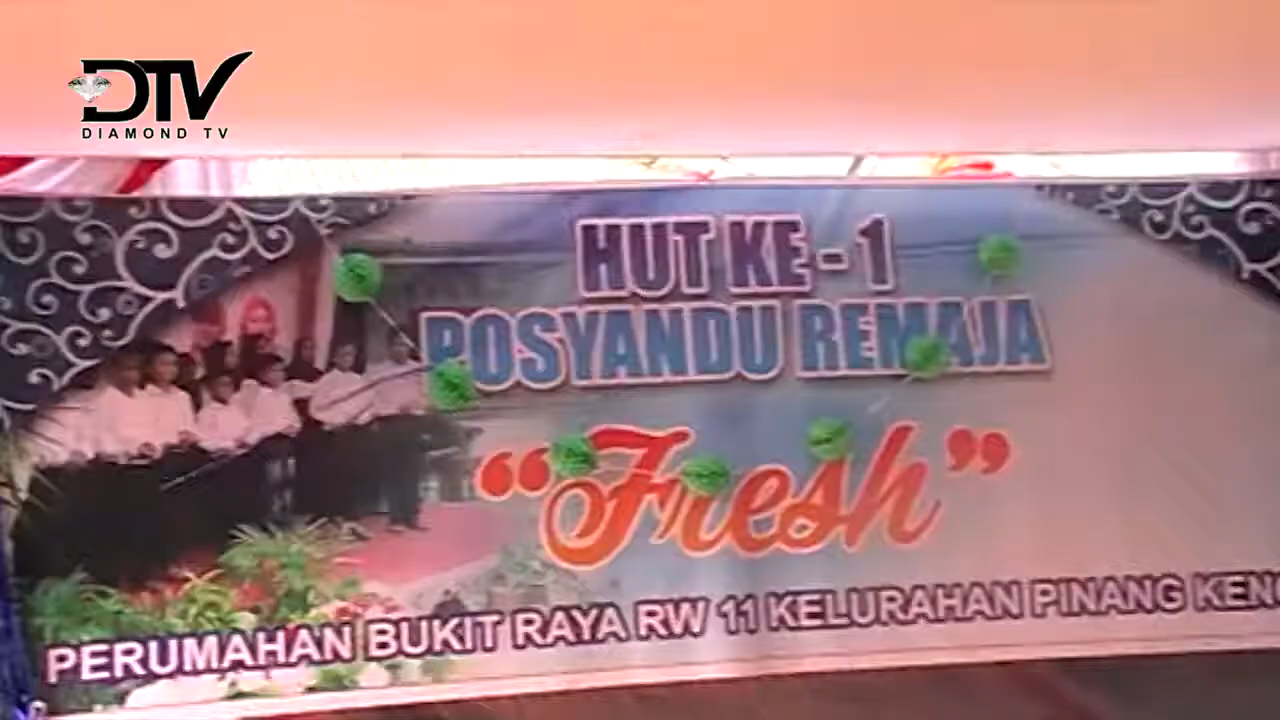 DTV
DIAMOND TV
HUT KE - 1
POSYANDU REMAJA
"Fresh"
PERUMAHAN BUKIT RAYA RW 11 KELURAHAN PINANG